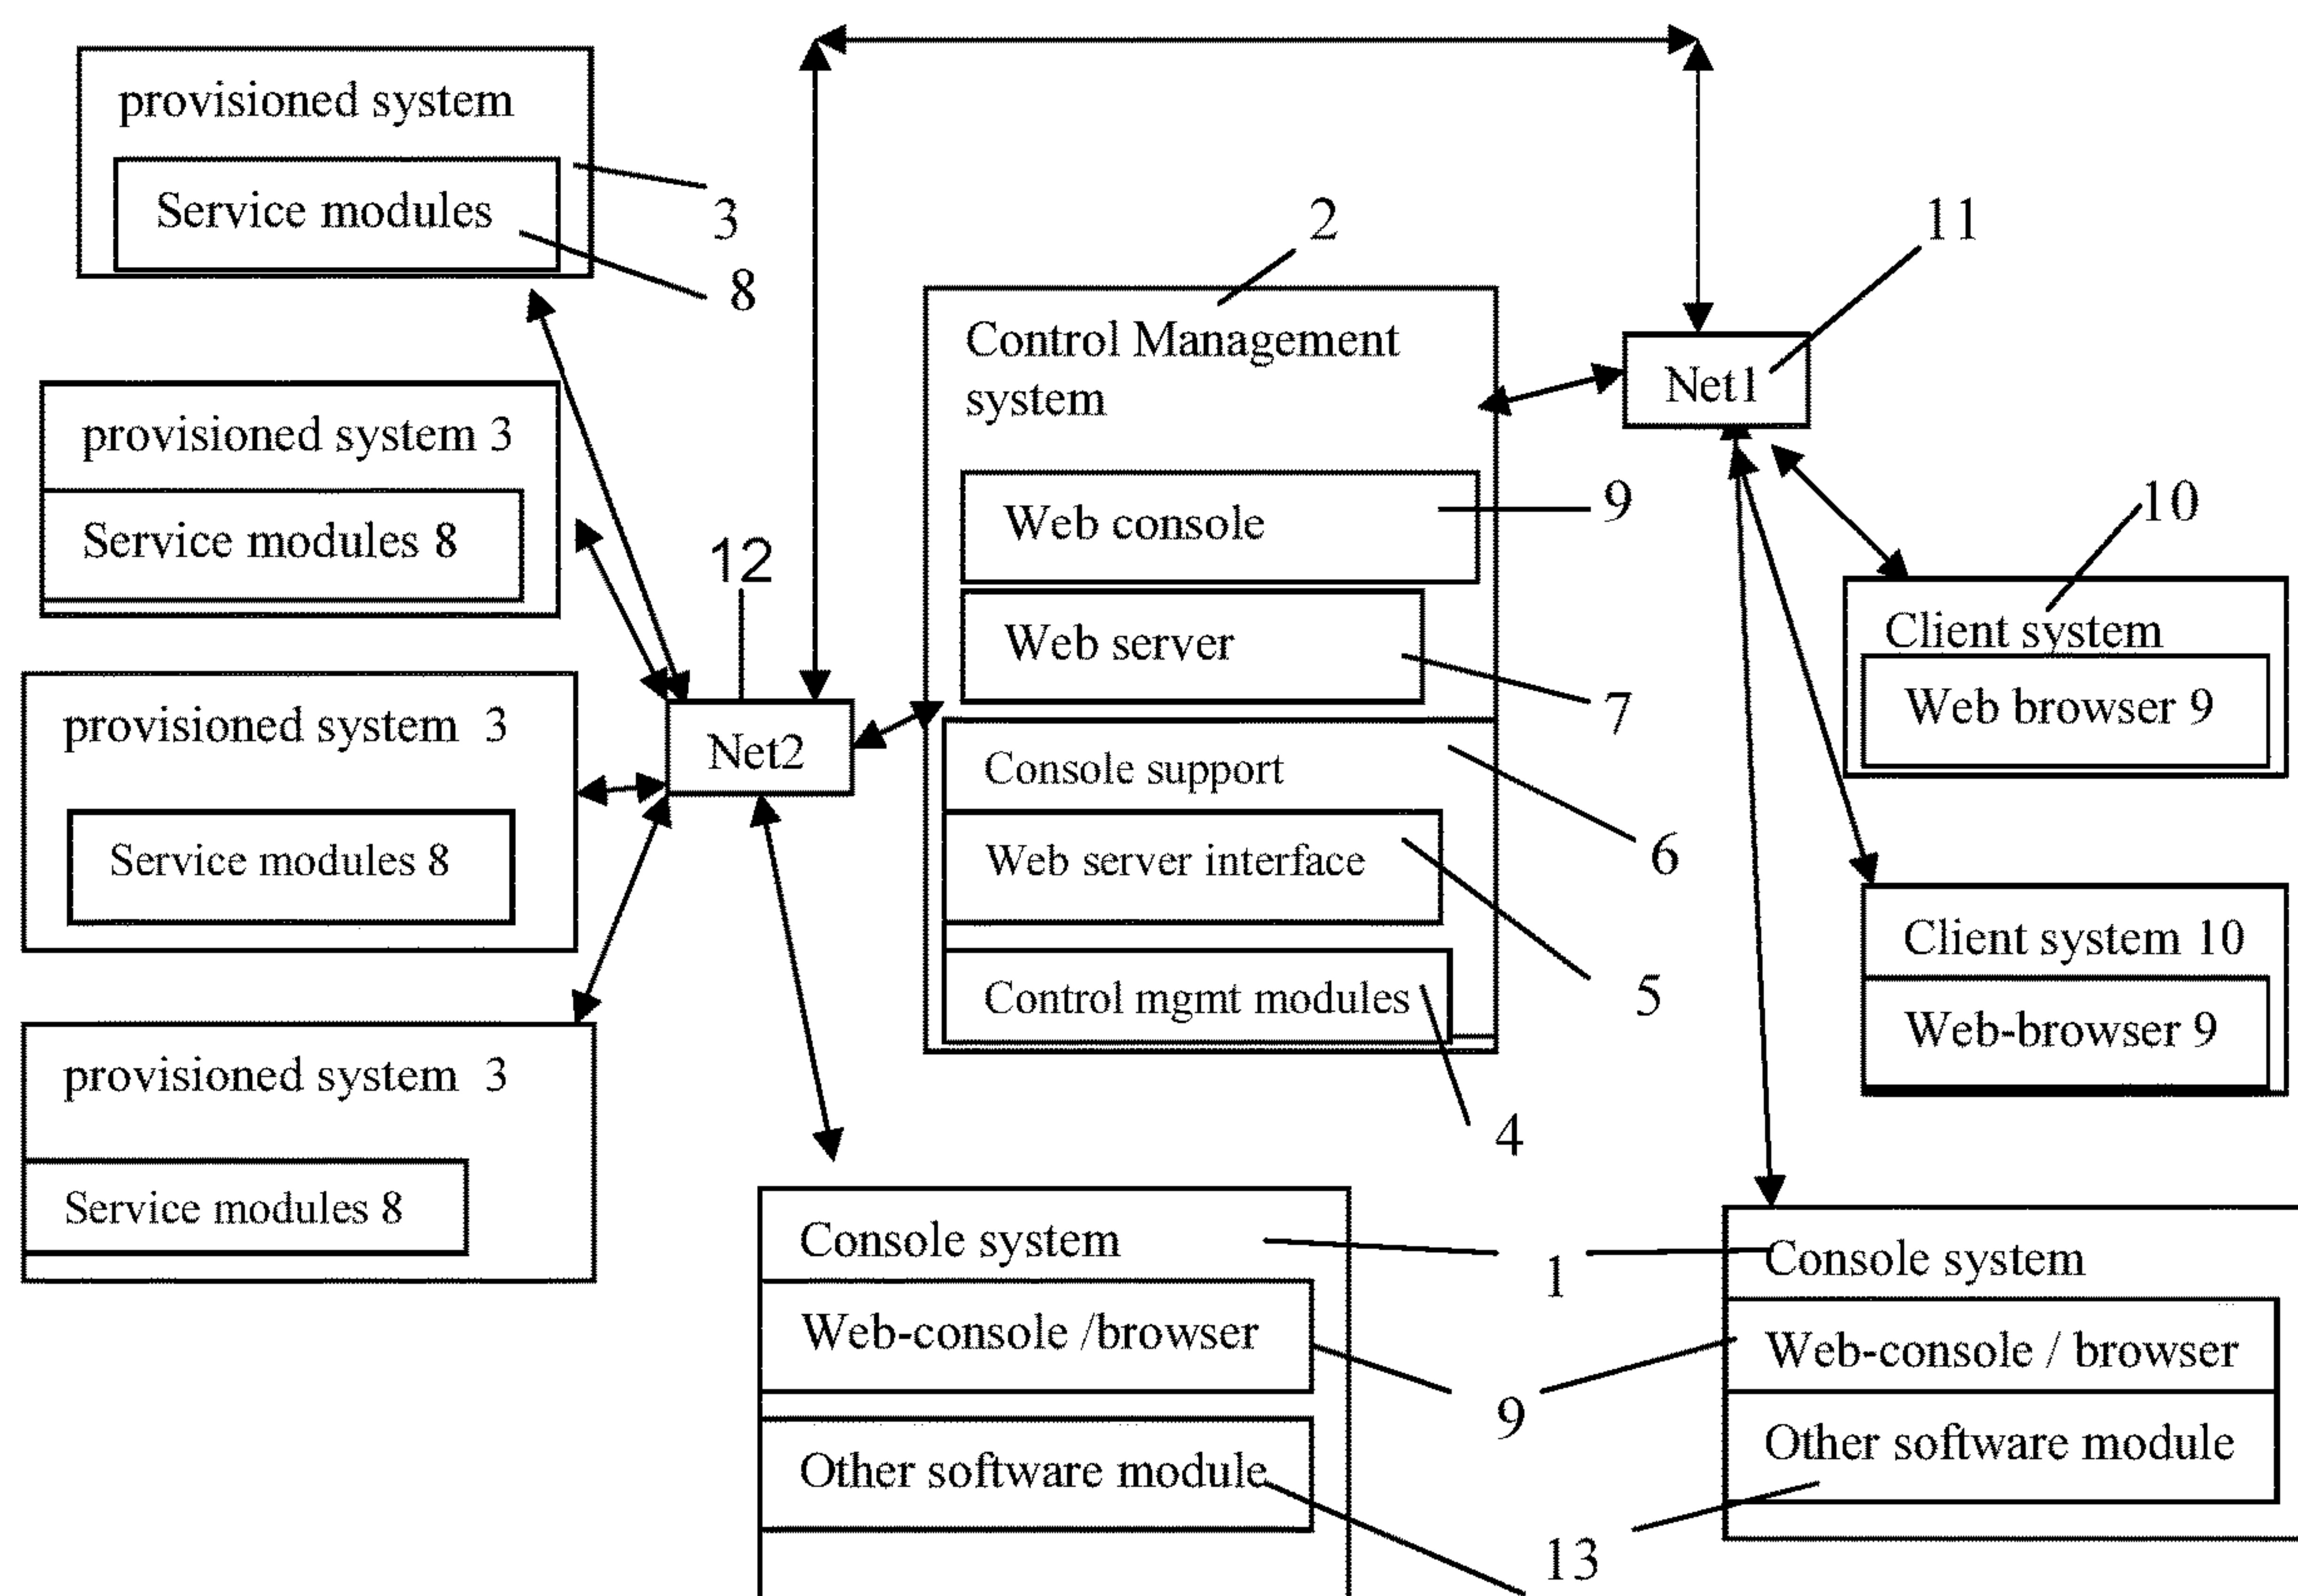 provisioned system
Service modules
3
8
provisioned system 3
Service modules 8
provisioned system 3
Service modules 8
provisioned system 3
Service modules 8
12
Net2
2
Control Management
system
Web console
9
Web server
7
Console support
6
Web server interface
5
Control mgmt modules
4
11
Net1
10
Client system
Web browser 9
Client system 10
Web-browser 9
Console system
1
Web-console /browser
9
Other software module
13
Console system
Web-console / browser
Other software module